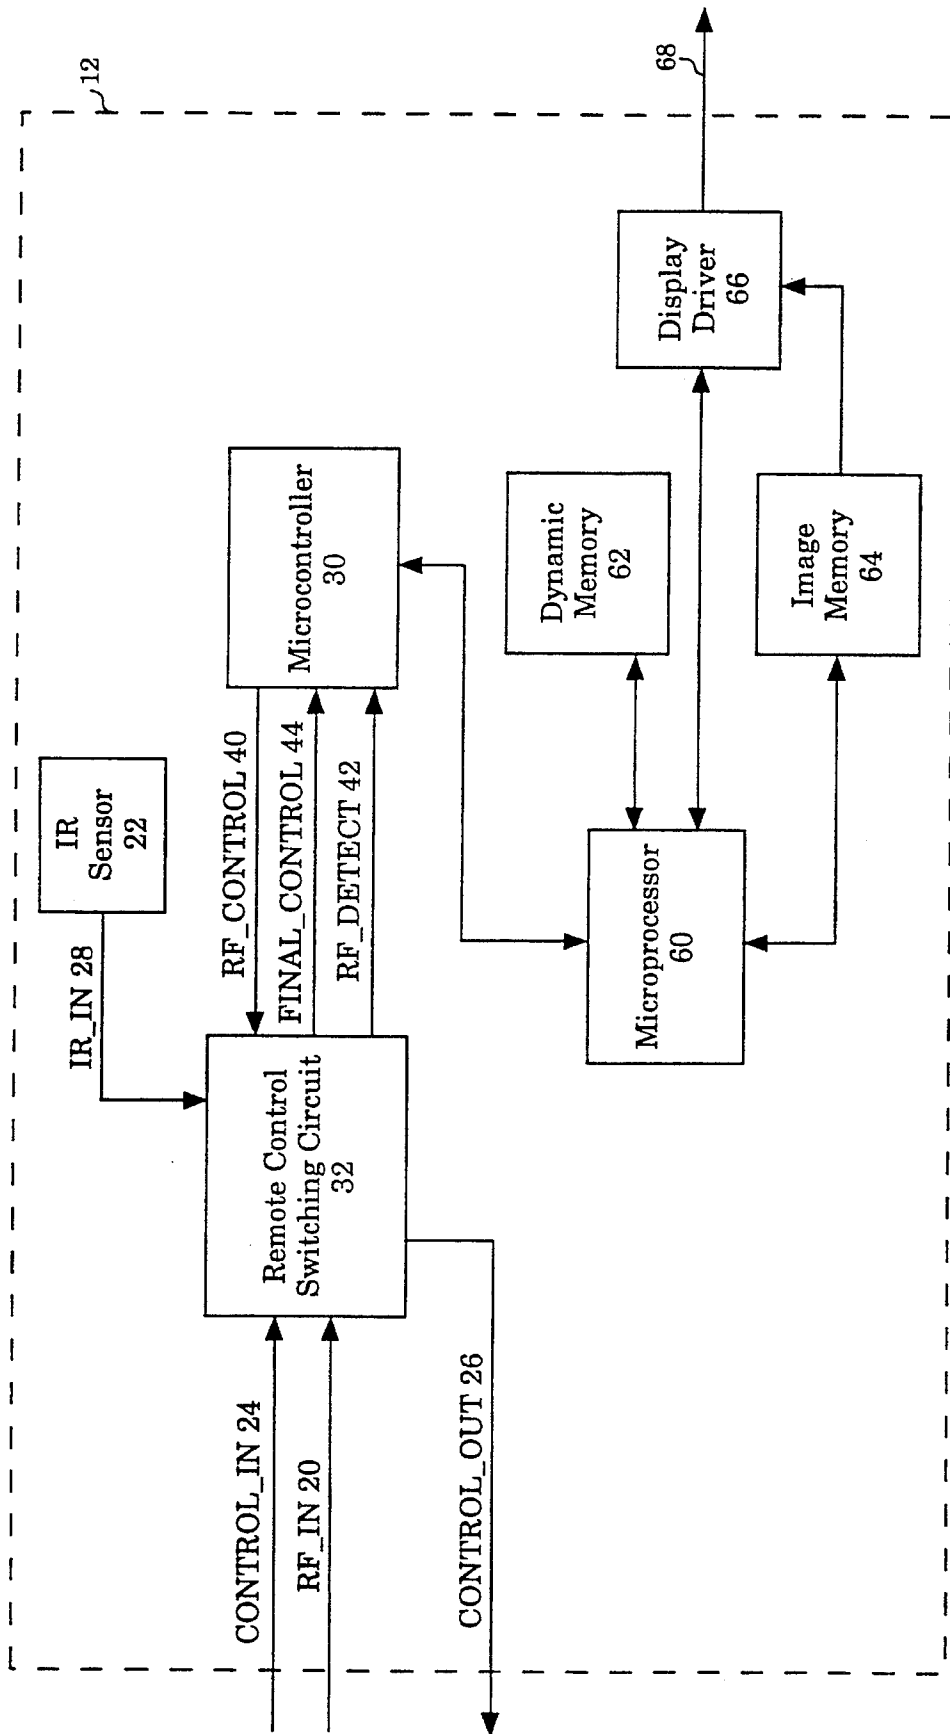 12
IR
Sensor
22
IR_IN 28
CONTROL_IN 24
RF_IN 20
CONTROL_OUT 26
Remote Control
Switching Circuit
32
RF_CONTROL 40
FINAL_CONTROL 44
RF_DETECT 42
Microcontroller
30
Microprocessor
60
Dynamic
Memory
62
Image
Memory
64
Display
Driver
66
68